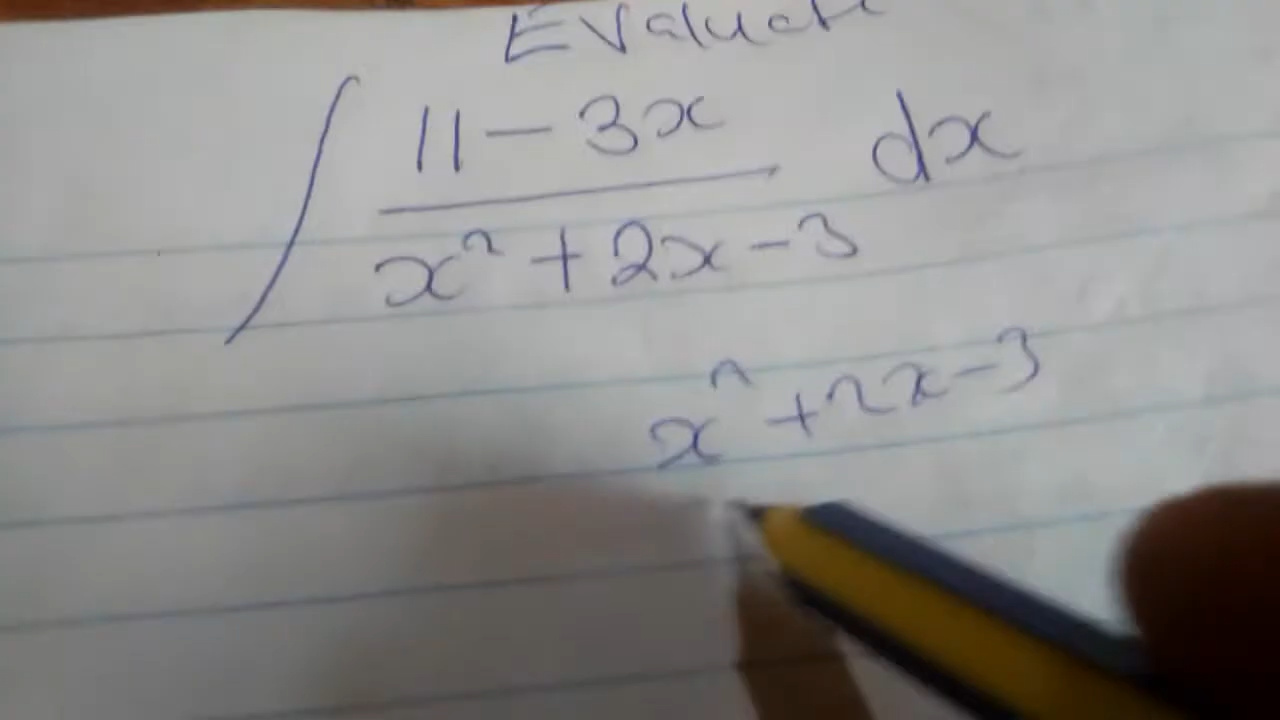 Evaluate
∫ 11 - 3x / x² + 2x - 3 dx
x² + 2x - 3